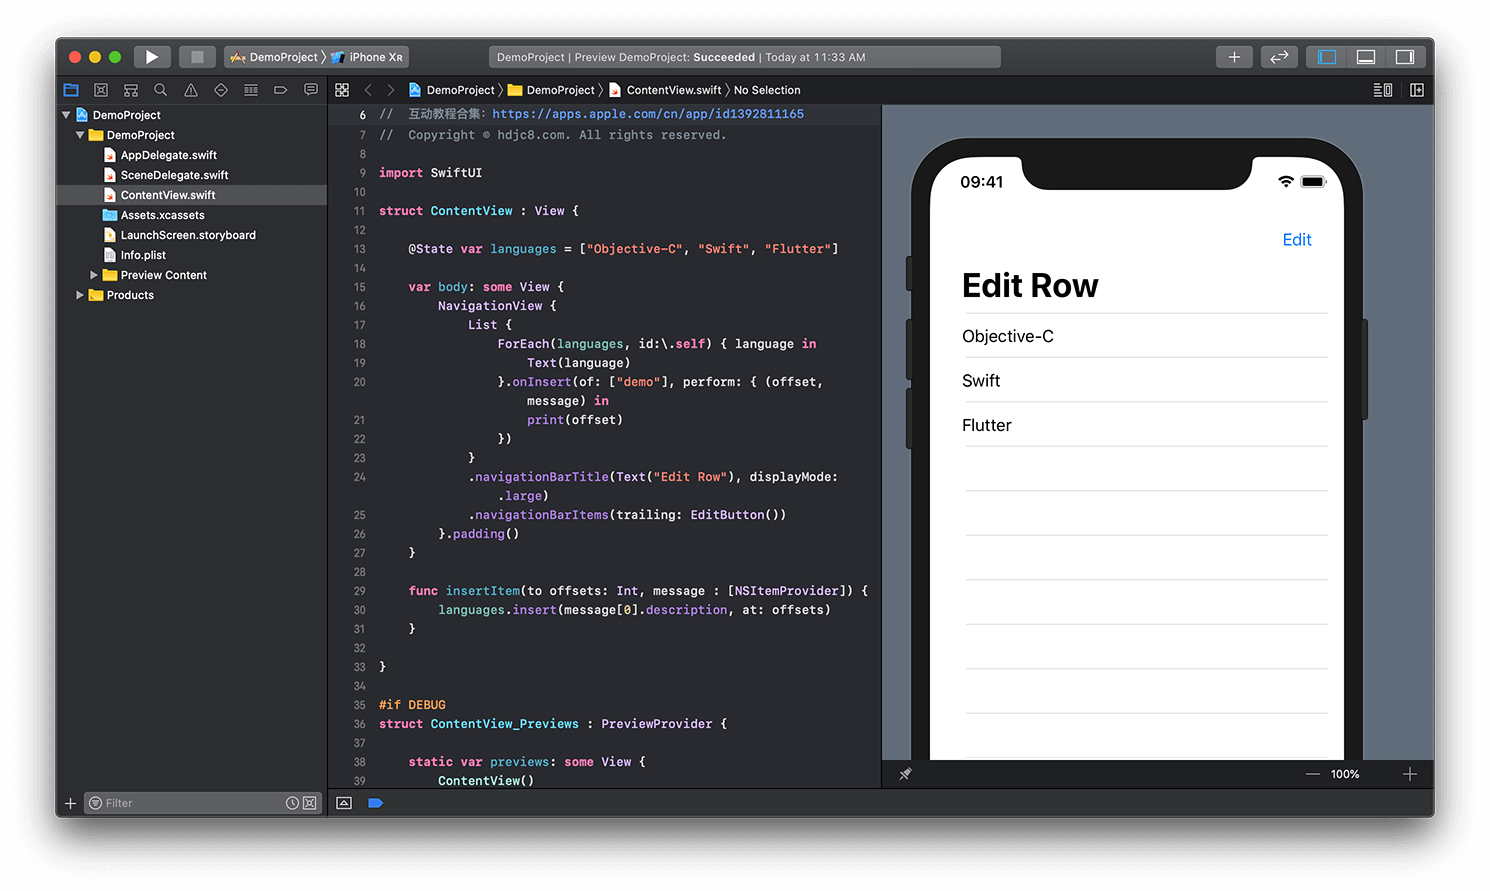 DemoProject
iPhone XR
DemoProject | Preview DemoProject: Succeeded | Today at 11:33 AM
DemoProject
DemoProject
ContentView.swift
No Selection
DemoProject
DemoProject
AppDelegate.swift
SceneDelegate.swift
ContentView.swift
Assets.xcassets
LaunchScreen.storyboard
Info.plist
Preview Content
Products
Filter
6 // 互动教程合集：https://apps.apple.com/cn/app/id1392811165
7 // Copyright © hdjc8.com. All rights reserved.
8
9 import SwiftUI
10
11 struct ContentView : View {
12
13 @State var languages = ["Objective-C", "Swift", "Flutter"]
14
15 var body: some View {
16 NavigationView {
17 List {
18 ForEach(languages, id:\.self) { language in
19 Text(language)
20 }.onInsert(of: ["demo"], perform: { (offset,
message) in
21 print(offset)
22 })
23 }
24 .navigationBarTitle(Text("Edit Row"), displayMode:
.large)
25 .navigationBarItems(trailing: EditButton())
26 }.padding()
27 }
28
29 func insertItem(to offsets: Int, message : [NSItemProvider]) {
30 languages.insert(message[0].description, at: offsets)
31 }
32
33 }
34
35 #if DEBUG
36 struct ContentView_Previews : PreviewProvider {
37
38 static var previews: some View {
39 ContentView()
09:41
Edit
Edit Row
Objective-C
Swift
Flutter
100%